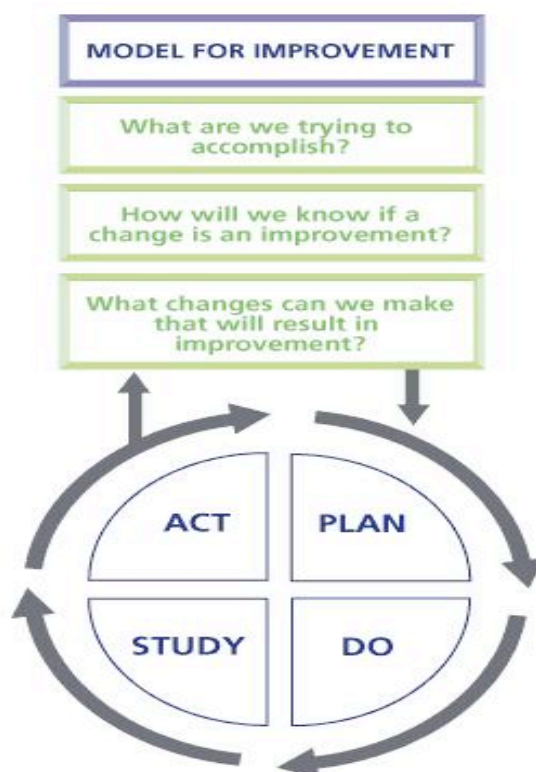 MODEL FOR IMPROVEMENT
What are we trying to
accomplish?
How will we know if a
change is an improvement?
What changes can we make
that will result in
improvement?
ACT
PLAN
STUDY
DO